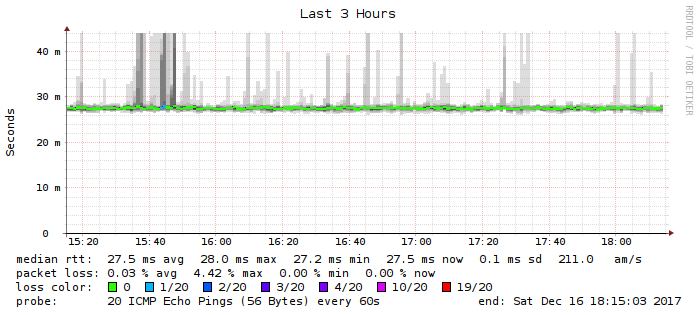 Last 3 Hours
RRDTOOL / TOBI OETIKER
Seconds
40 m
30 m
20 m
10 m
0
15:20 15:40 16:00 16:20 16:40 17:00 17:20 17:40 18:00
median rtt: 27.5 ms avg 28.0 ms max 27.2 ms min 27.5 ms now 0.1 ms sd 211.0 am/s
packet loss: 0.03 % avg 4.42 % max 0.00 % min 0.00 % now
loss color: 0 1/20 2/20 3/20 4/20 10/20 19/20
probe: 20 ICMP Echo Pings (56 Bytes) every 60s end: Sat Dec 16 18:15:03 2017